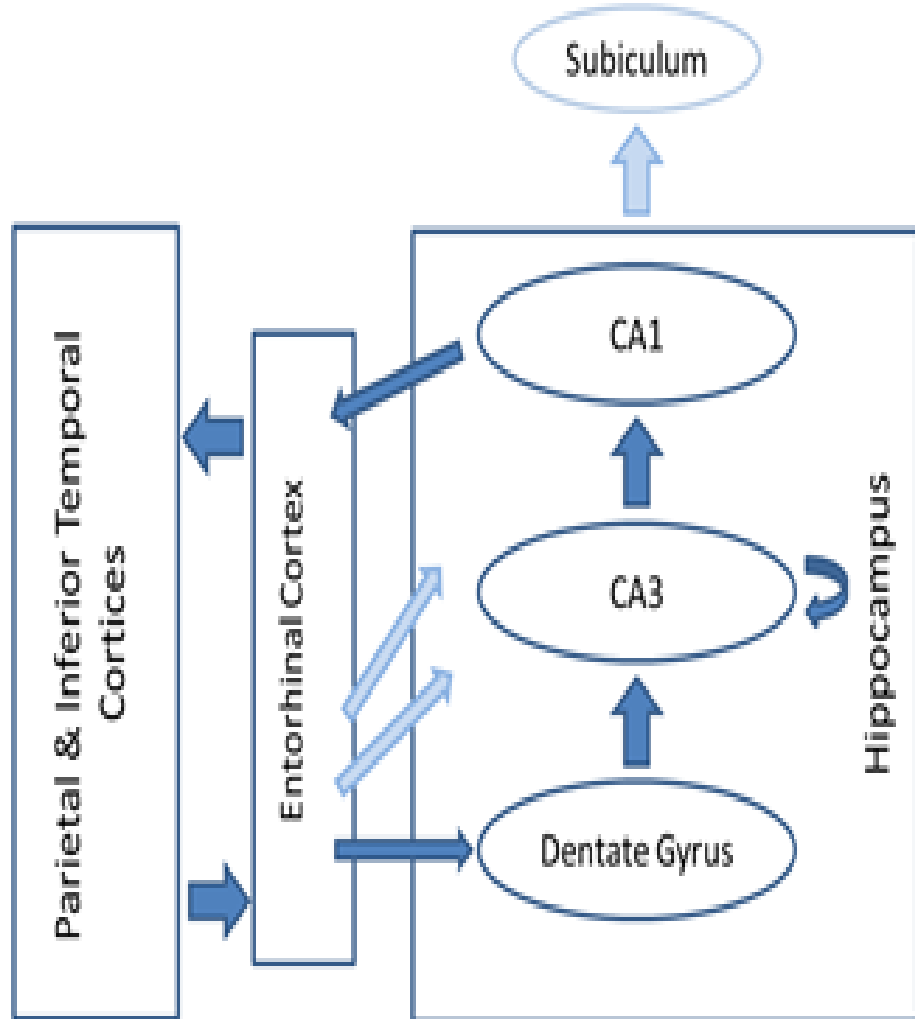 Subiculum
Parietal & Inferior Temporal
Cortices
Entorhinal Cortex
CA1
CA3
Hippocampus
Dentate Gyrus